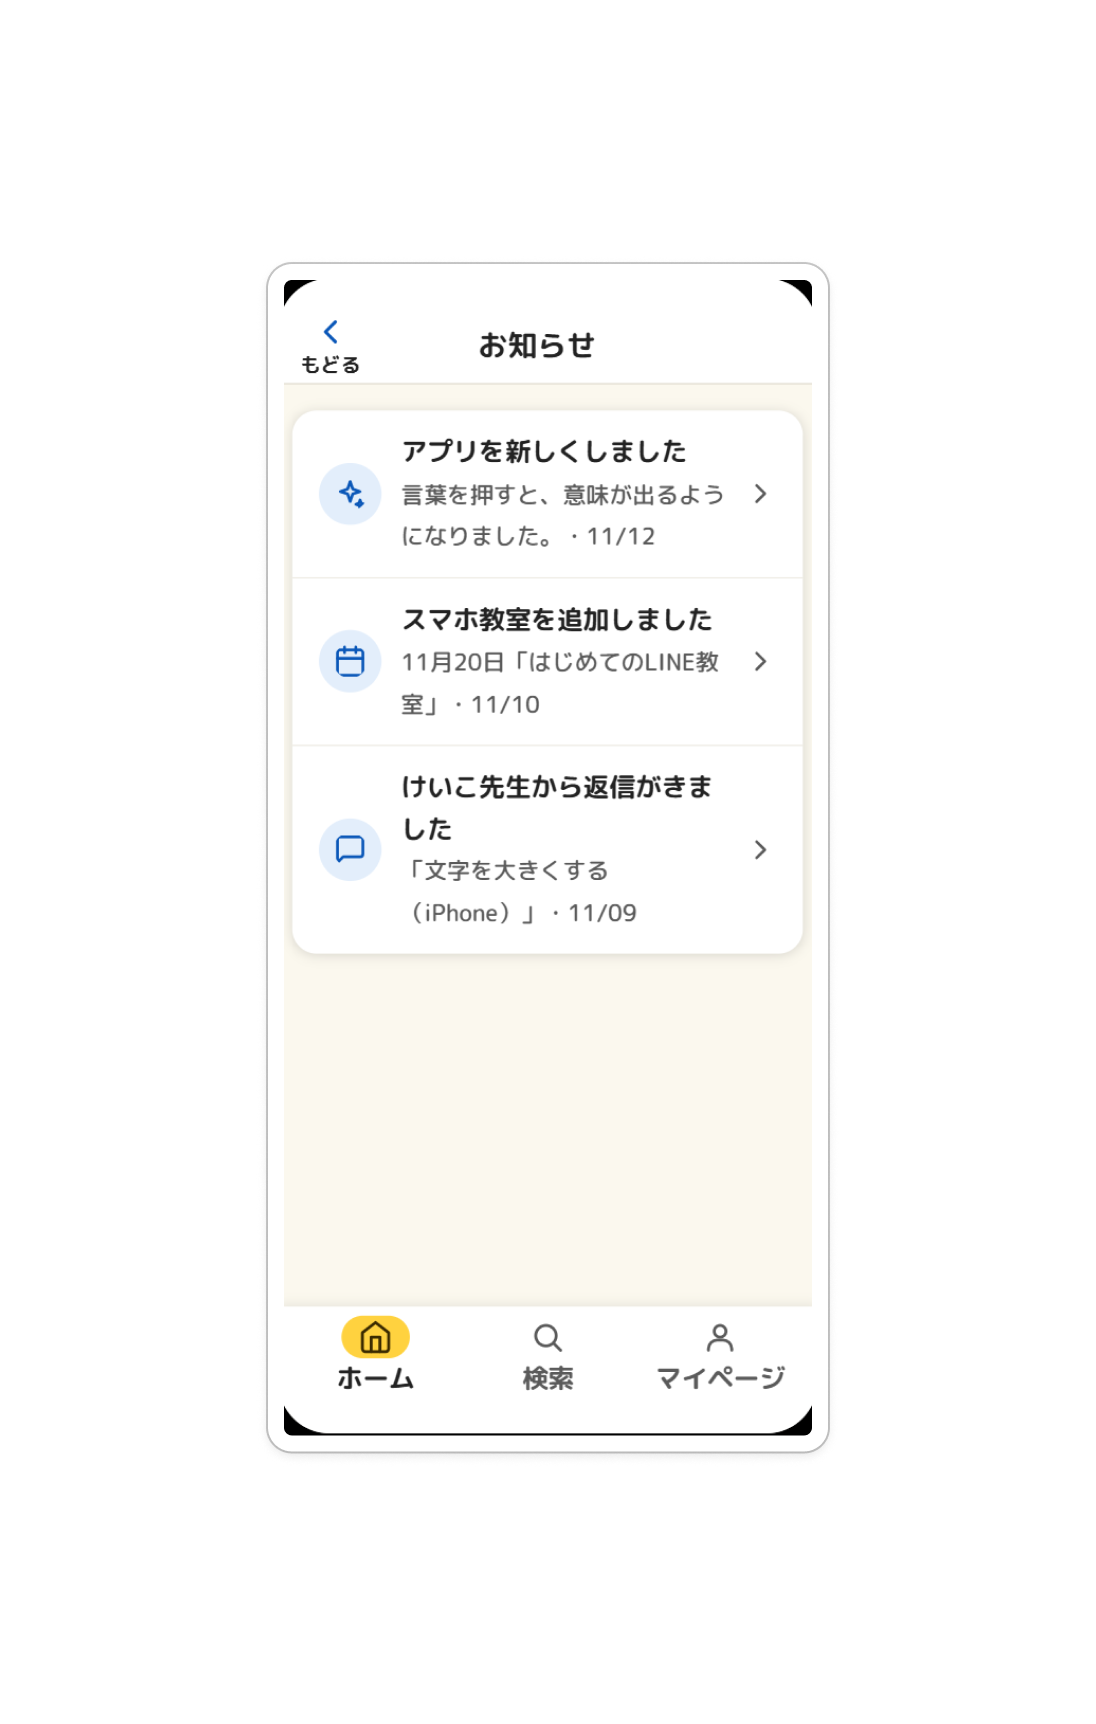 もどる
お知らせ
アプリを新しくしました
言葉を押すと、意味が出るよう
になりました。・11/12
スマホ教室を追加しました
11月20日「はじめてのLINE教
室」・11/10
けいこ先生から返信がきま
した
「文字を大きくする
（iPhone）」・11/09
ホーム
検索
マイページ